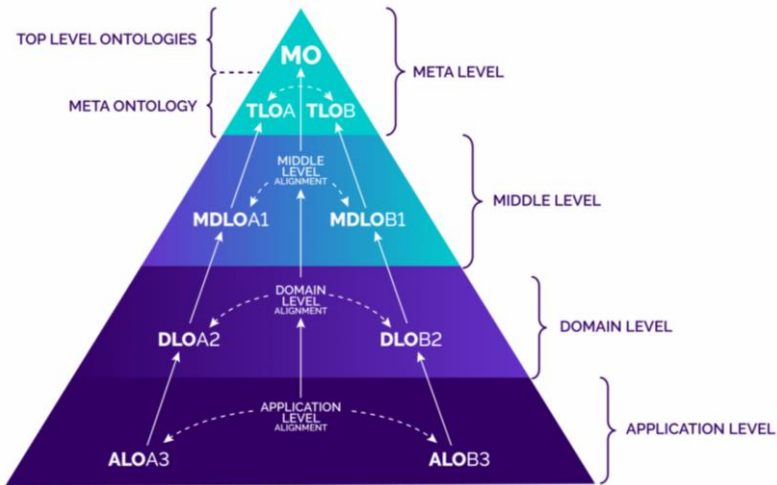 TOP LEVEL ONTOLOGIES
MO
META LEVEL
META ONTOLOGY
TLOA TLOB
MIDDLE
LEVEL
ALIGNMENT
MIDDLE LEVEL
MDLOA1 MDLOB1
DOMAIN
LEVEL
ALIGNMENT
DOMAIN LEVEL
DLOA2 DLOB2
APPLICATION
LEVEL
ALIGNMENT
APPLICATION LEVEL
ALOA3 ALOB3